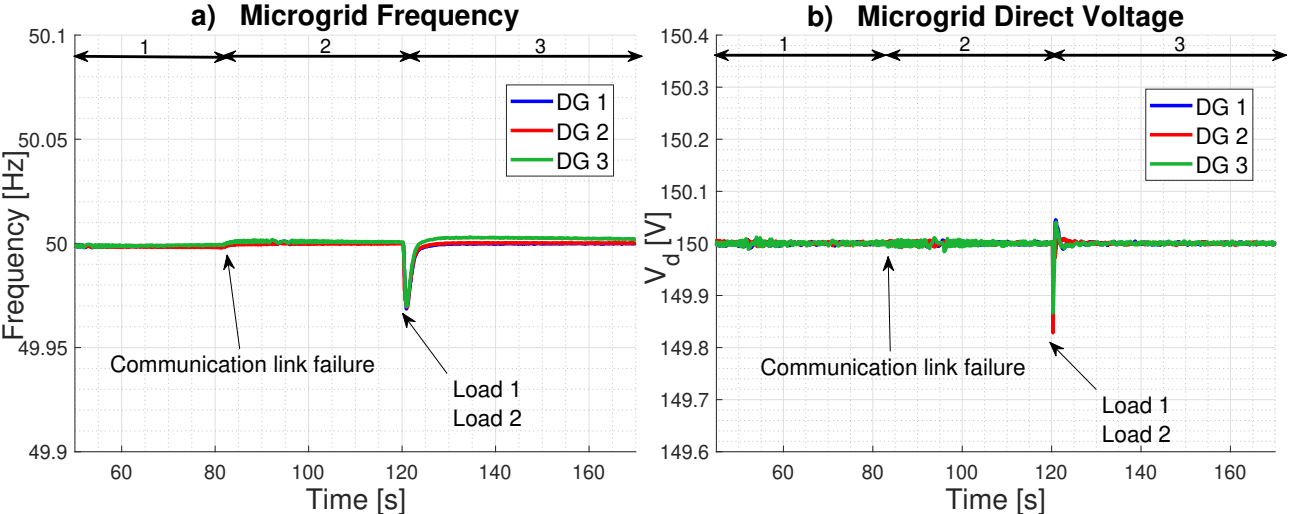 a) Microgrid Frequency
50.1
50.05
50
49.95
49.9
Frequency [Hz]
1
2
3
DG 1
DG 2
DG 3
Communication link failure
Load 1
Load 2
60
80
100
120
140
160
Time [s]
b) Microgrid Direct Voltage
150.4
150.3
150.2
150.1
150
149.9
149.8
149.7
149.6
V_d [V]
1
2
3
DG 1
DG 2
DG 3
Communication link failure
Load 1
Load 2
60
80
100
120
140
160
Time [s]